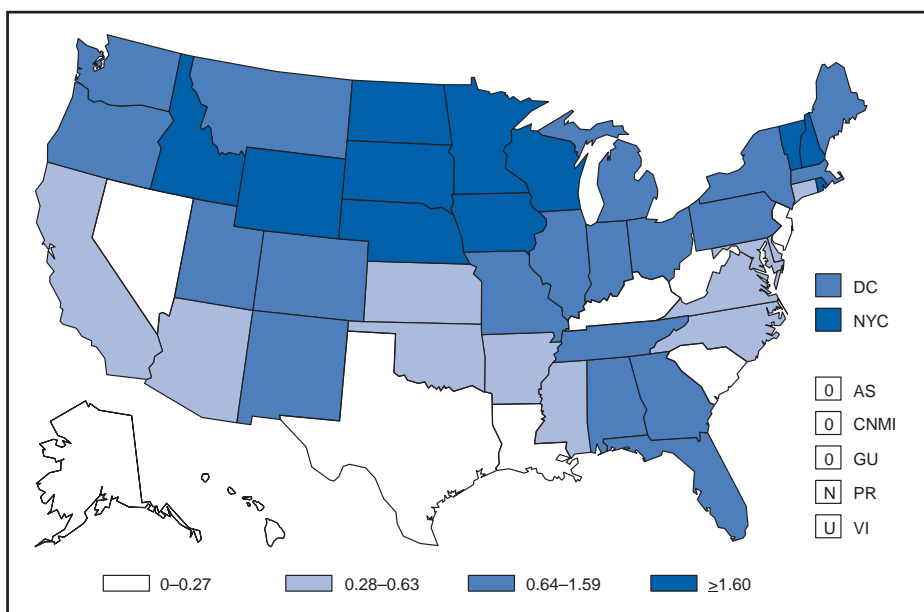 DC
NYC
0 AS
0 CNMI
0 GU
N PR
U VI
0–0.27 0.28–0.63 0.64–1.59 ≥1.60